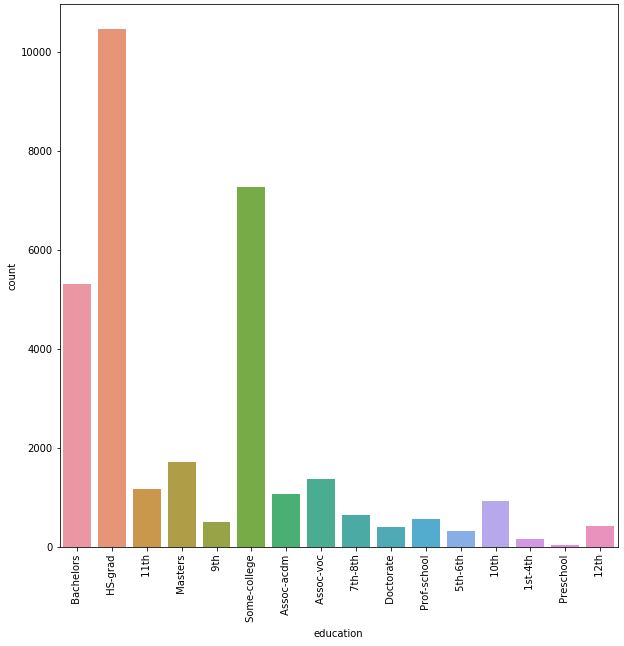 10000
8000
6000
4000
2000
0
count
Bachelors
HS-grad
11th
Masters
9th
Some-college
Assoc-acdm
Assoc-voc
7th-8th
Doctorate
Prof-school
5th-6th
10th
1st-4th
Preschool
12th
education